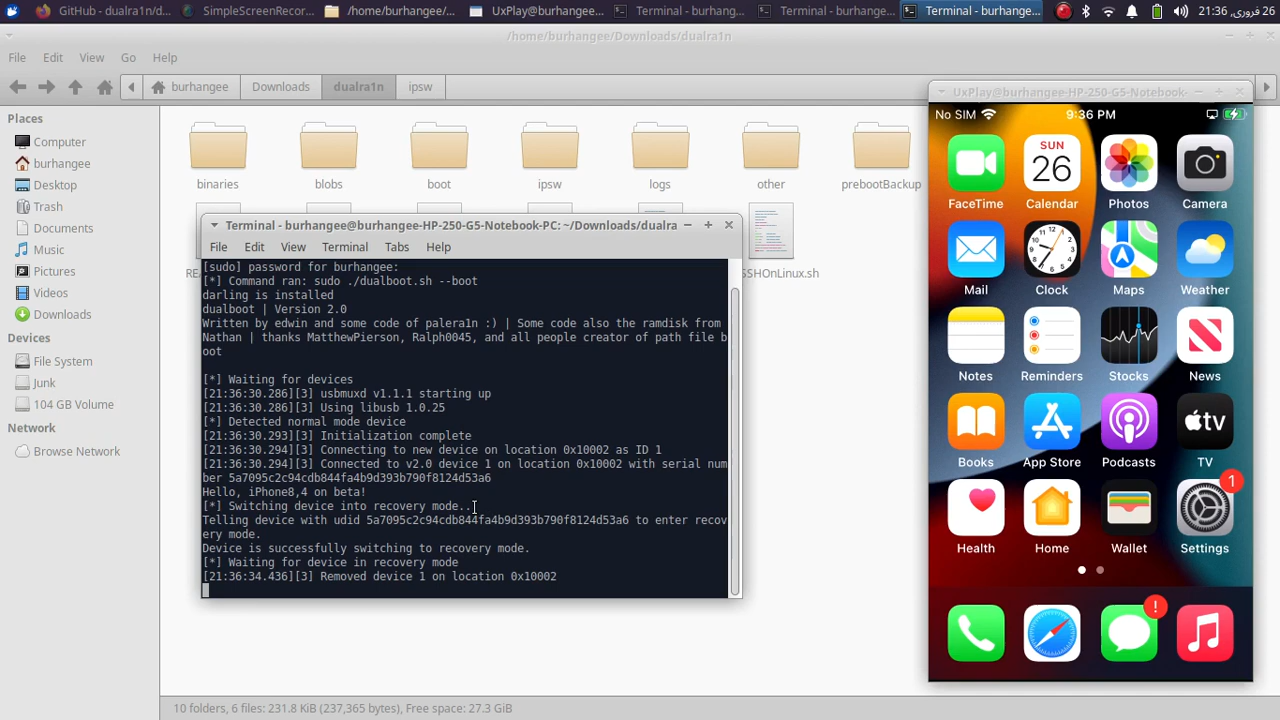 GitHub - dualra1n/d...
SimpleScreenRecor...
/home/burhangee/...
UxPlay@burhangee...
Terminal - burhang...
Terminal - burhange...
Terminal - burhange...
26 فروری, 21:36
/home/burhangee/Downloads/dualra1n
File Edit View Go Help
burhangee Downloads dualra1n ipsw
Places
Computer
burhangee
Desktop
Trash
Documents
Music
Pictures
Videos
Downloads
Devices
File System
Junk
104 GB Volume
Network
Browse Network
binaries blobs boot ipsw logs other prebootBackup
SSHOnLinux.sh
Terminal - burhangee@burhangee-HP-250-G5-Notebook-PC: ~/Downloads/dualra
File Edit View Terminal Tabs Help
[sudo] password for burhangee:
[*] Command ran: sudo ./dualboot.sh --boot
darling is installed
dualboot | Version 2.0
Written by edwin and some code of palera1n :) | Some code also the ramdisk from
Nathan | thanks MatthewPierson, Ralph0045, and all people creator of path file b
oot
[*] Waiting for devices
[21:36:30.286][3] usbmuxd v1.1.1 starting up
[21:36:30.286][3] Using libusb 1.0.25
[*] Detected normal mode device
[21:36:30.293][3] Initialization complete
[21:36:30.294][3] Connecting to new device on location 0x10002 as ID 1
[21:36:30.294][3] Connected to v2.0 device 1 on location 0x10002 with serial num
ber 5a7095c2c94cdb844fa4b9d393b790f8124d53a6
Hello, iPhone8,4 on beta!
[*] Switching device into recovery mode...
Telling device with udid 5a7095c2c94cdb844fa4b9d393b790f8124d53a6 to enter recov
ery mode.
Device is successfully switching to recovery mode.
[*] Waiting for device in recovery mode
[21:36:34.436][3] Removed device 1 on location 0x10002
UxPlay@burhangee-HP-250-G5-Notebook-
No SIM 9:36 PM
SUN
26
FaceTime Calendar Photos Camera
Mail Clock Maps Weather
Notes Reminders Stocks News
tv
1
Books App Store Podcasts TV
Health Home Wallet Settings
!
10 folders, 6 files: 231.8 KiB (237,365 bytes), Free space: 27.3 GiB